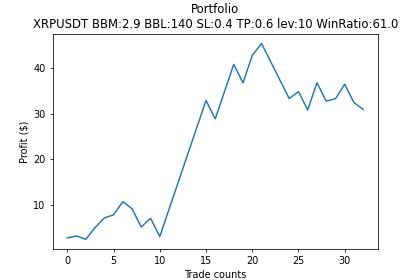 Portfolio
XRPUSDT BBM:2.9 BBL:140 SL:0.4 TP:0.6 lev:10 WinRatio:61.0
Profit ($)
40
30
20
10
0 5 10 15 20 25 30
Trade counts